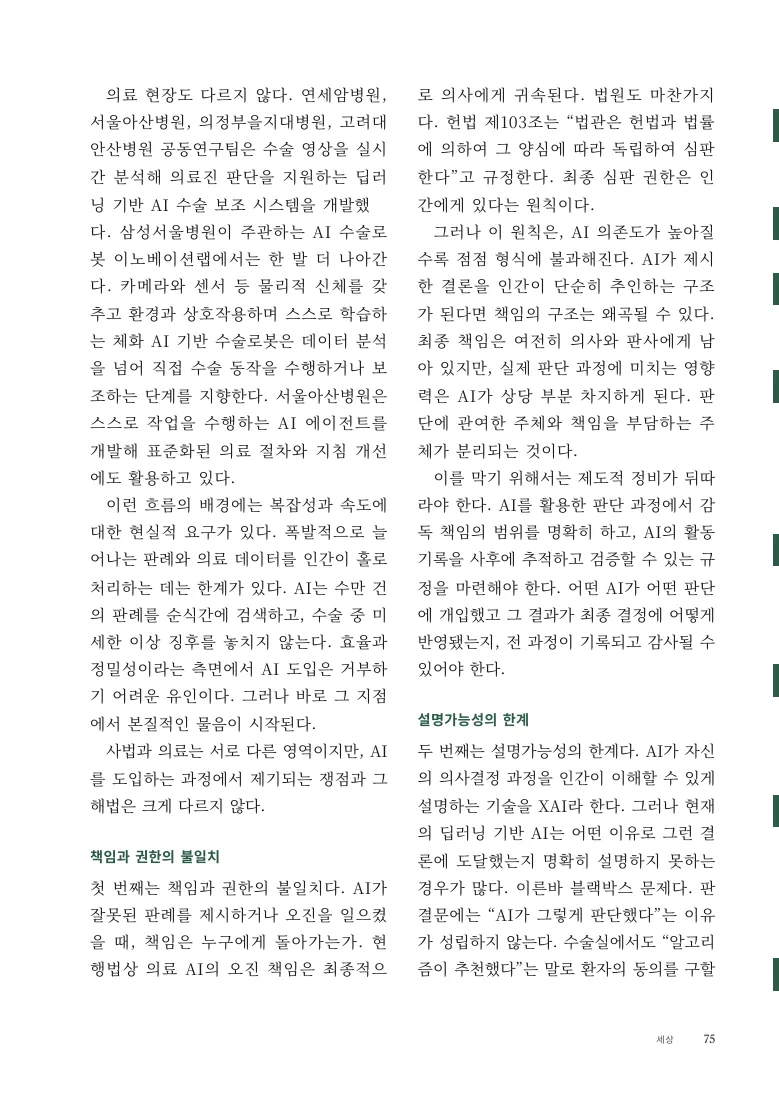 의료 현장도 다르지 않다. 연세암병원,
서울아산병원, 의정부을지대병원, 고려대
안산병원 공동연구팀은 수술 영상을 실시
간 분석해 의료진 판단을 지원하는 딥러
닝 기반 AI 수술 보조 시스템을 개발했
다. 삼성서울병원이 주관하는 AI 수술로
봇 이노베이션랩에서는 한 발 더 나아간
다. 카메라와 센서 등 물리적 신체를 갖
추고 환경과 상호작용하며 스스로 학습하
는 체화 AI 기반 수술로봇은 데이터 분석
을 넘어 직접 수술 동작을 수행하거나 보
조하는 단계를 지향한다. 서울아산병원은
스스로 작업을 수행하는 AI 에이전트를
개발해 표준화된 의료 절차와 지침 개선
에도 활용하고 있다.
이런 흐름의 배경에는 복잡성과 속도에
대한 현실적 요구가 있다. 폭발적으로 늘
어나는 판례와 의료 데이터를 인간이 홀로
처리하는 데는 한계가 있다. AI는 수만 건
의 판례를 순식간에 검색하고, 수술 중 미
세한 이상 징후를 놓치지 않는다. 효율과
정밀성이라는 측면에서 AI 도입은 거부하
기 어려운 유인이다. 그러나 바로 그 지점
에서 본질적인 물음이 시작된다.
사법과 의료는 서로 다른 영역이지만, AI
를 도입하는 과정에서 제기되는 쟁점과 그
해법은 크게 다르지 않다.
책임과 권한의 불일치
첫 번째는 책임과 권한의 불일치다. AI가
잘못된 판례를 제시하거나 오진을 일으켰
을 때, 책임은 누구에게 돌아가는가. 현
행법상 의료 AI의 오진 책임은 최종적으
로 의사에게 귀속된다. 법원도 마찬가지
다. 헌법 제103조는 “법관은 헌법과 법률
에 의하여 그 양심에 따라 독립하여 심판
한다”고 규정한다. 최종 심판 권한은 인
간에게 있다는 원칙이다.
그러나 이 원칙은, AI 의존도가 높아질
수록 점점 형식에 불과해진다. AI가 제시
한 결론을 인간이 단순히 추인하는 구조
가 된다면 책임의 구조는 왜곡될 수 있다.
최종 책임은 여전히 의사와 판사에게 남
아 있지만, 실제 판단 과정에 미치는 영향
력은 AI가 상당 부분 차지하게 된다. 판
단에 관여한 주체와 책임을 부담하는 주
체가 분리되는 것이다.
이를 막기 위해서는 제도적 정비가 뒤따
라야 한다. AI를 활용한 판단 과정에서 감
독 책임의 범위를 명확히 하고, AI의 활동
기록을 사후에 추적하고 검증할 수 있는 규
정을 마련해야 한다. 어떤 AI가 어떤 판단
에 개입했고 그 결과가 최종 결정에 어떻게
반영됐는지, 전 과정이 기록되고 감사될 수
있어야 한다.
설명가능성의 한계
두 번째는 설명가능성의 한계다. AI가 자신
의 의사결정 과정을 인간이 이해할 수 있게
설명하는 기술을 XAI라 한다. 그러나 현재
의 딥러닝 기반 AI는 어떤 이유로 그런 결
론에 도달했는지 명확히 설명하지 못하는
경우가 많다. 이른바 블랙박스 문제다. 판
결문에는 “AI가 그렇게 판단했다”는 이유
가 성립하지 않는다. 수술실에서도 “알고리
즘이 추천했다”는 말로 환자의 동의를 구할
세상 75